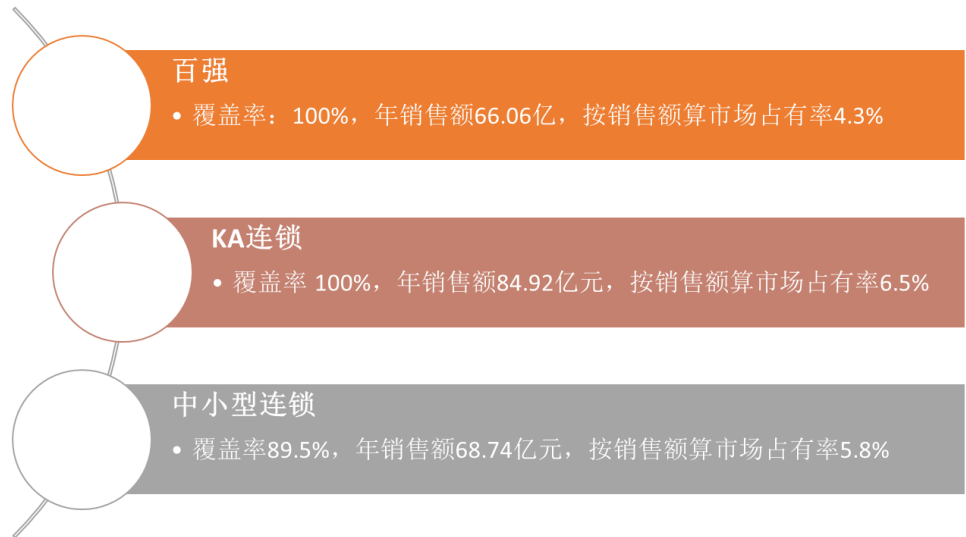 百强
• 覆盖率：100%，年销售额66.06亿，按销售额算市场占有率4.3%
KA连锁
• 覆盖率 100%，年销售额84.92亿元，按销售额算市场占有率6.5%
中小型连锁
• 覆盖率89.5%，年销售额68.74亿元，按销售额算市场占有率5.8%